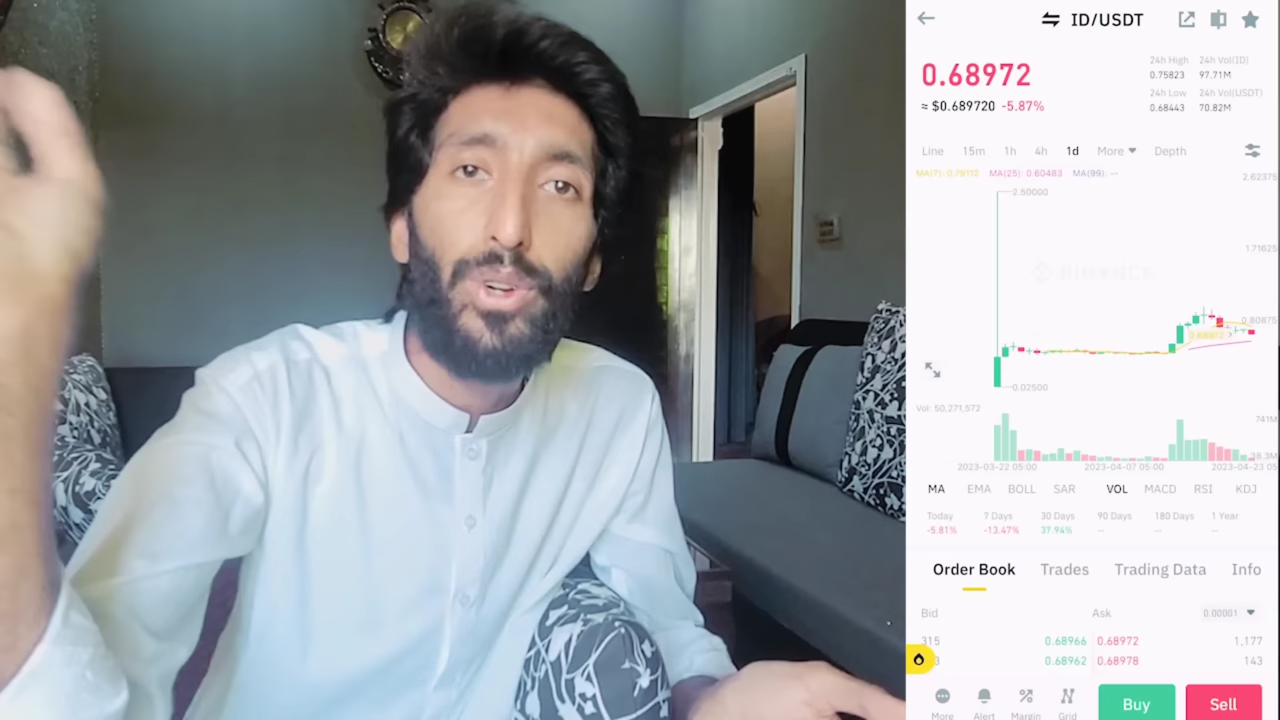 ID/USDT
0.68972
≈ $0.689720 -5.87%
24h High 24h Vol(ID)
0.75823 97.71M
24h Low 24h Vol(USDT)
0.68443 70.82M
Line 15m 1h 4h 1d More Depth
MA(7): 0.79112 MA(25): 0.60483 MA(99): --
2.62375
2.50000
1.71625
BINANCE
0.80875
0.68972
0.02500
Vol: 50,271,572
741M
38.3M
2023-03-22 05:00 2023-04-07 05:00 2023-04-23 05
MA EMA BOLL SAR VOL MACD RSI KDJ
Today 7 Days 30 Days 90 Days 180 Days 1 Year
-5.81% -13.47% 37.94% -- -- --
Order Book Trades Trading Data Info
Bid Ask 0.00001
315 0.68966 0.68972 1,177
3 0.68962 0.68978 143
More Alert Margin Grid Buy Sell